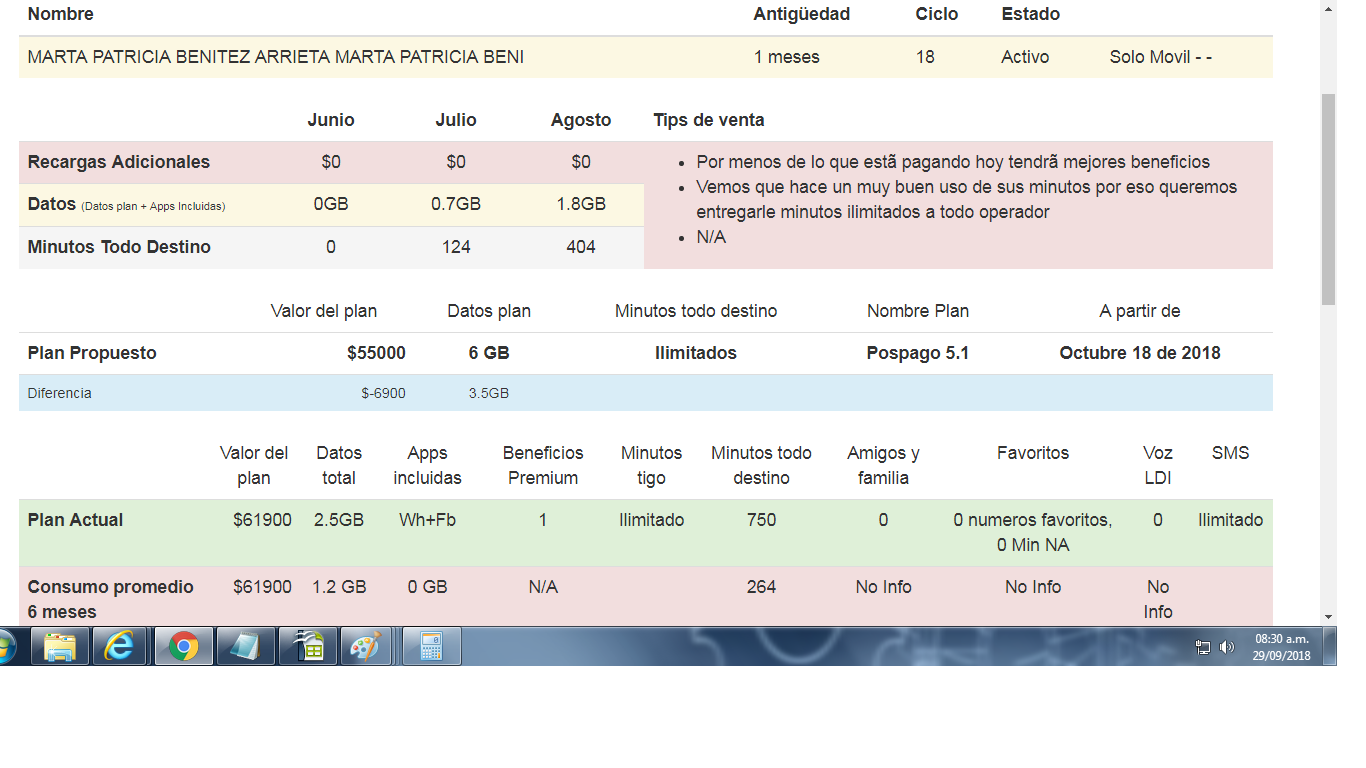 Nombre Antigüedad Ciclo Estado
MARTA PATRICIA BENITEZ ARRIETA MARTA PATRICIA BENI 1 meses 18 Activo Solo Movil - -
Junio Julio Agosto Tips de venta
Recargas Adicionales $0 $0 $0
• Por menos de lo que estã pagando hoy tendrã mejores beneficios
• Vemos que hace un muy buen uso de sus minutos por eso queremos
entregarle minutos ilimitados a todo operador
• N/A
Datos (Datos plan + Apps Incluidas) 0GB 0.7GB 1.8GB
Minutos Todo Destino 0 124 404
Valor del plan Datos plan Minutos todo destino Nombre Plan A partir de
Plan Propuesto $55000 6 GB Ilimitados Pospago 5.1 Octubre 18 de 2018
Diferencia $-6900 3.5GB
Valor del Datos Apps Beneficios Minutos Minutos todo Amigos y Favoritos Voz SMS
plan total incluidas Premium tigo destino familia LDI
Plan Actual $61900 2.5GB Wh+Fb 1 Ilimitado 750 0 0 numeros favoritos, 0 Ilimitado
0 Min NA
Consumo promedio $61900 1.2 GB 0 GB N/A 264 No Info No Info No
6 meses Info
08:30 a.m.
29/09/2018